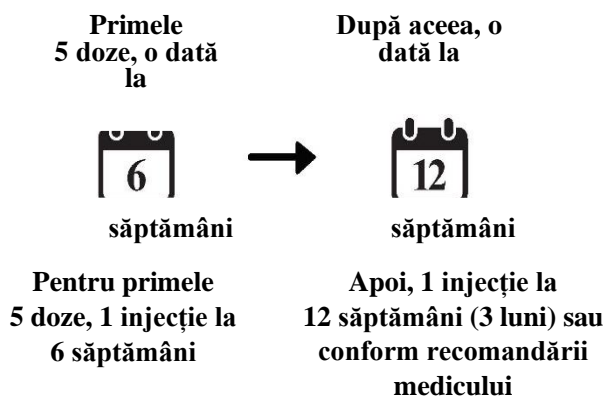 Primele
5 doze, o dată
la
6
săptămâni
Pentru primele
5 doze, 1 injecție la
6 săptămâni
După aceea, o
dată la
12
săptămâni
Apoi, 1 injecție la
12 săptămâni (3 luni) sau
conform recomandării
medicului